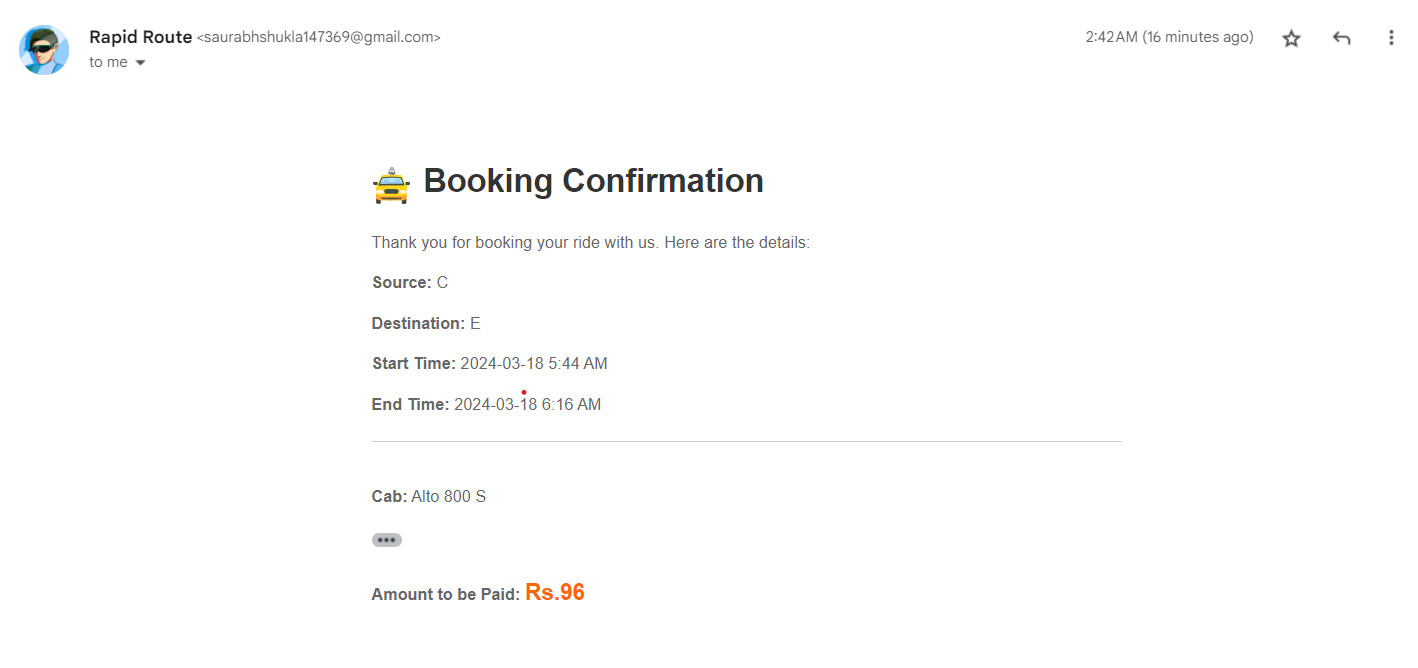 Rapid Route <saurabhshukla147369@gmail.com> 2:42 AM (16 minutes ago)
to me
Booking Confirmation
Thank you for booking your ride with us. Here are the details:
Source: C
Destination: E
Start Time: 2024-03-18 5:44 AM
End Time: 2024-03-18 6:16 AM
Cab: Alto 800 S
Amount to be Paid: Rs.96